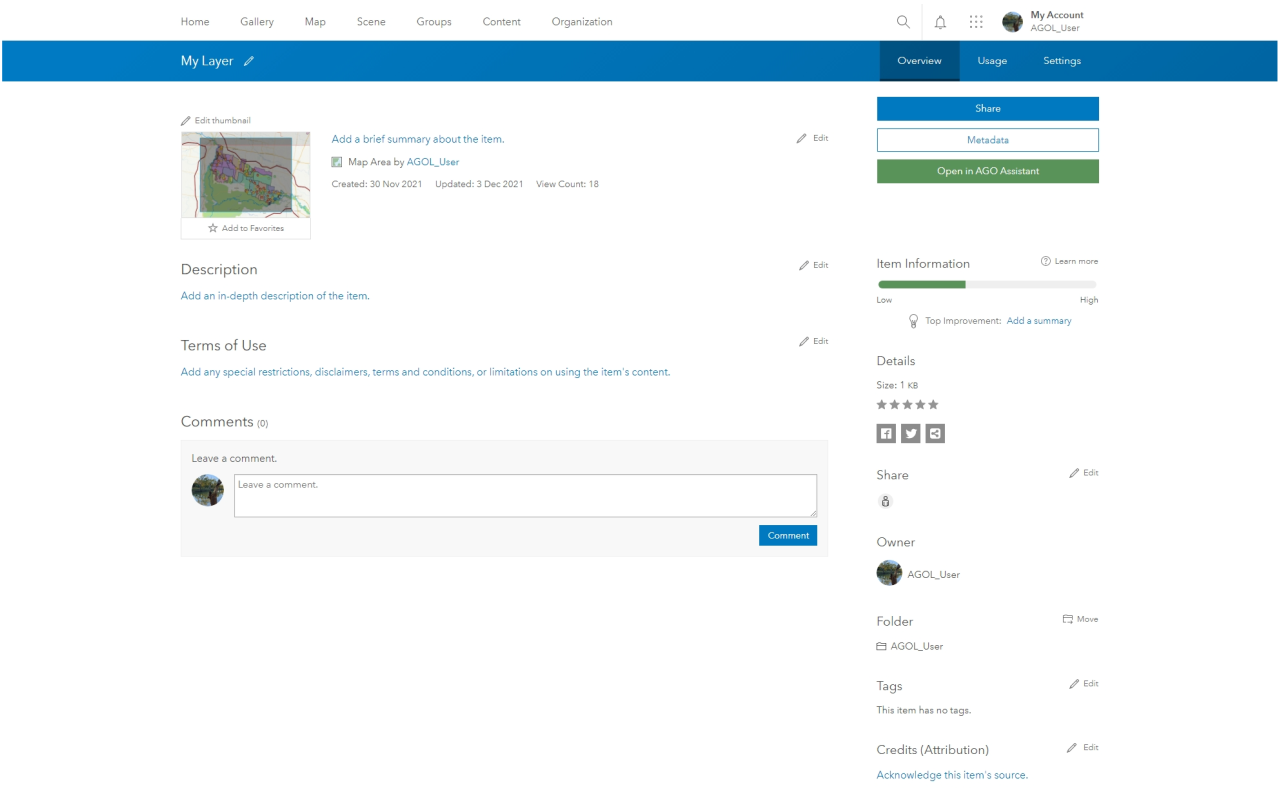 Home Gallery Map Scene Groups Content Organization
My Account
AGOL_User
My Layer
Overview Usage Settings
Edit thumbnail
Add to Favorites
Add a brief summary about the item.
Edit
Map Area by AGOL_User
Created: 30 Nov 2021 Updated: 3 Dec 2021 View Count: 18
Description
Edit
Add an in-depth description of the item.
Terms of Use
Edit
Add any special restrictions, disclaimers, terms and conditions, or limitations on using the item's content.
Comments (0)
Leave a comment.
Leave a comment.
Comment
Share
Metadata
Open in AGO Assistant
Item Information
Learn more
Low High
Top Improvement: Add a summary
Details
Size: 1 KB
Share
Edit
Owner
AGOL_User
Folder
Move
AGOL_User
Tags
Edit
This item has no tags.
Credits (Attribution)
Edit
Acknowledge this item's source.